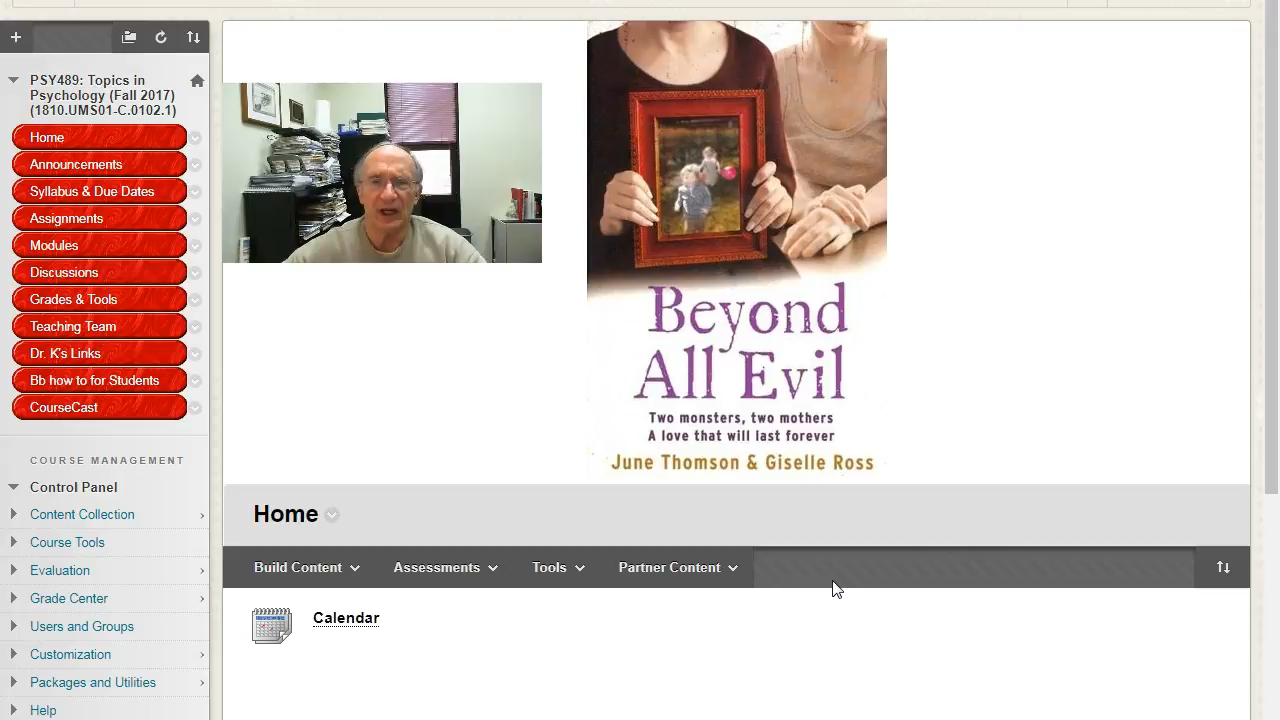 PSY489: Topics in
Psychology (Fall 2017)
(1810.UMS01-C.0102.1)
Home
Announcements
Syllabus & Due Dates
Assignments
Modules
Discussions
Grades & Tools
Teaching Team
Dr. K's Links
Bb how to for Students
CourseCast
COURSE MANAGEMENT
Control Panel
Content Collection
Course Tools
Evaluation
Grade Center
Users and Groups
Customization
Packages and Utilities
Help
Beyond
All Evil
Two monsters, two mothers
A love that will last forever
June Thomson & Giselle Ross
Home
Build Content
Assessments
Tools
Partner Content
Calendar